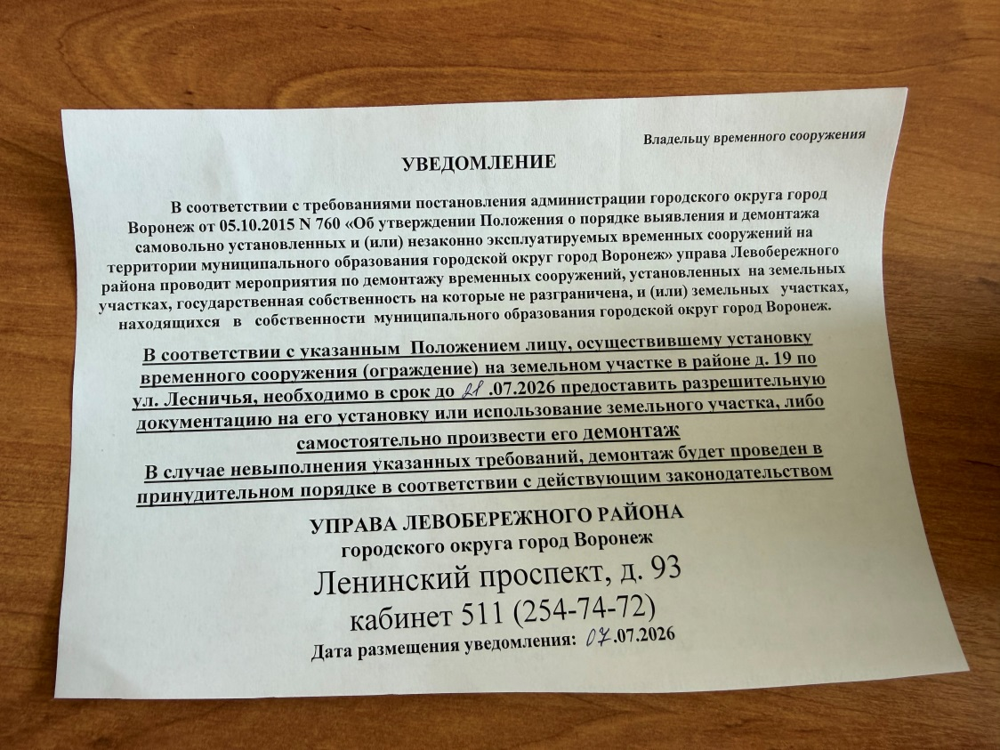 Владельцу временного сооружения
УВЕДОМЛЕНИЕ
В соответствии с требованиями постановления администрации городского округа город
Воронеж от 05.10.2015 N 760 «Об утверждении Положения о порядке выявления и демонтажа
самовольно установленных и (или) незаконно эксплуатируемых временных сооружений на
территории муниципального образования городской округ город Воронеж» управа Левобережного
района проводит мероприятия по демонтажу временных сооружений, установленных на земельных
участках, государственная собственность на которые не разграничена, и (или) земельных участках,
находящихся в собственности муниципального образования городской округ город Воронеж.
В соответствии с указанным Положением лицу, осуществившему установку
временного сооружения (ограждение) на земельном участке в районе д. 19 по
ул. Лесничья, необходимо в срок до 21 .07.2026 предоставить разрешительную
документацию на его установку или использование земельного участка, либо
самостоятельно произвести его демонтаж
В случае невыполнения указанных требований, демонтаж будет проведен в
принудительном порядке в соответствии с действующим законодательством
УПРАВА ЛЕВОБЕРЕЖНОГО РАЙОНА
городского округа город Воронеж
Ленинский проспект, д. 93
кабинет 511 (254-74-72)
Дата размещения уведомления: 07.07.2026